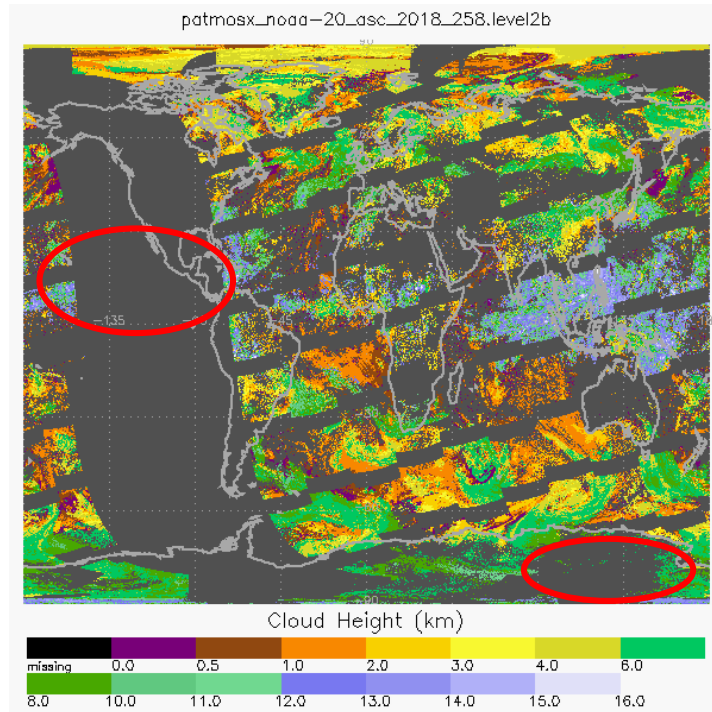 patmosx_noaa-20_asc_2018_258.level2b
90
-135
Cloud Height (km)
missing 0.0 0.5 1.0 2.0 3.0 4.0 6.0
8.0 10.0 11.0 12.0 13.0 14.0 15.0 16.0